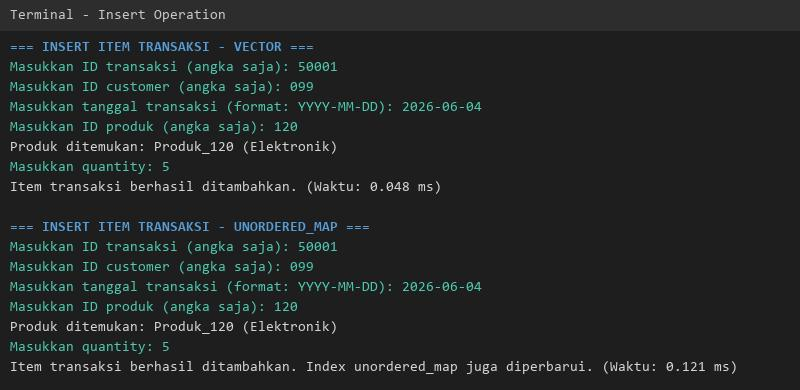 Terminal - Insert Operation
=== INSERT ITEM TRANSAKSI - VECTOR ===
Masukkan ID transaksi (angka saja): 50001
Masukkan ID customer (angka saja): 099
Masukkan tanggal transaksi (format: YYYY-MM-DD): 2026-06-04
Masukkan ID produk (angka saja): 120
Produk ditemukan: Produk_120 (Elektronik)
Masukkan quantity: 5
Item transaksi berhasil ditambahkan. (Waktu: 0.048 ms)
=== INSERT ITEM TRANSAKSI - UNORDERED_MAP ===
Masukkan ID transaksi (angka saja): 50001
Masukkan ID customer (angka saja): 099
Masukkan tanggal transaksi (format: YYYY-MM-DD): 2026-06-04
Masukkan ID produk (angka saja): 120
Produk ditemukan: Produk_120 (Elektronik)
Masukkan quantity: 5
Item transaksi berhasil ditambahkan. Index unordered_map juga diperbarui. (Waktu: 0.121 ms)